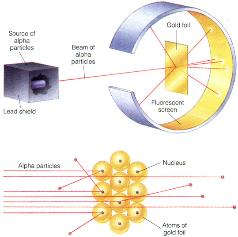 Source of
alpha
particles
Beam of
alpha
particles
Gold foil
Lead shield
Fluorescent
screen
Alpha particles
Nucleus
Atoms of
gold foil